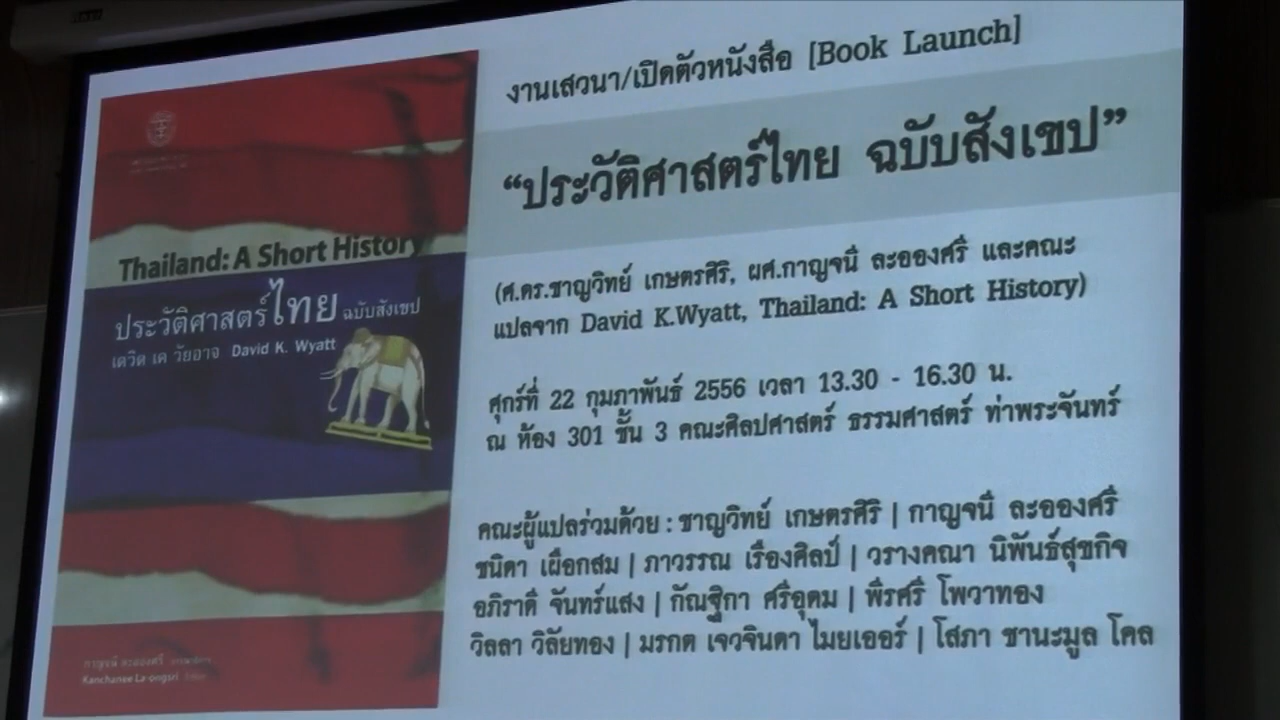 Thailand: A Short History
ประวัติศาสตร์ไทย ฉบับสังเขป
เดวิด เค วัยอาจ David K. Wyatt
กาญจนี ละอองศรี
Kanchanee La-ongsri
งานเสวนา/เปิดตัวหนังสือ [Book Launch]
“ประวัติศาสตร์ไทย ฉบับสังเขป”
(ศ.ดร.ชาญวิทย์ เกษตรศิริ, ผศ.กาญจนี ละอองศรี และคณะ
แปลจาก David K.Wyatt, Thailand: A Short History)
ศุกร์ที่ 22 กุมภาพันธ์ 2556 เวลา 13.30 - 16.30 น.
ณ ห้อง 301 ชั้น 3 คณะศิลปศาสตร์ ธรรมศาสตร์ ท่าพระจันทร์
คณะผู้แปลร่วมด้วย : ชาญวิทย์ เกษตรศิริ | กาญจนี ละอองศรี
ชนิดา เผือกสม | ภาวรรณ เรืองศิลป์ | วรางคณา นิพันธ์สุขกิจ
อภิราดี จันทร์แสง | กัณฐิกา ศรีอุดม | พีรศรี โพวาทอง
วิลลา วิลัยทอง | มรกต เจวจินดา ไมยเออร์ | โสภา ชานะมูล โคล